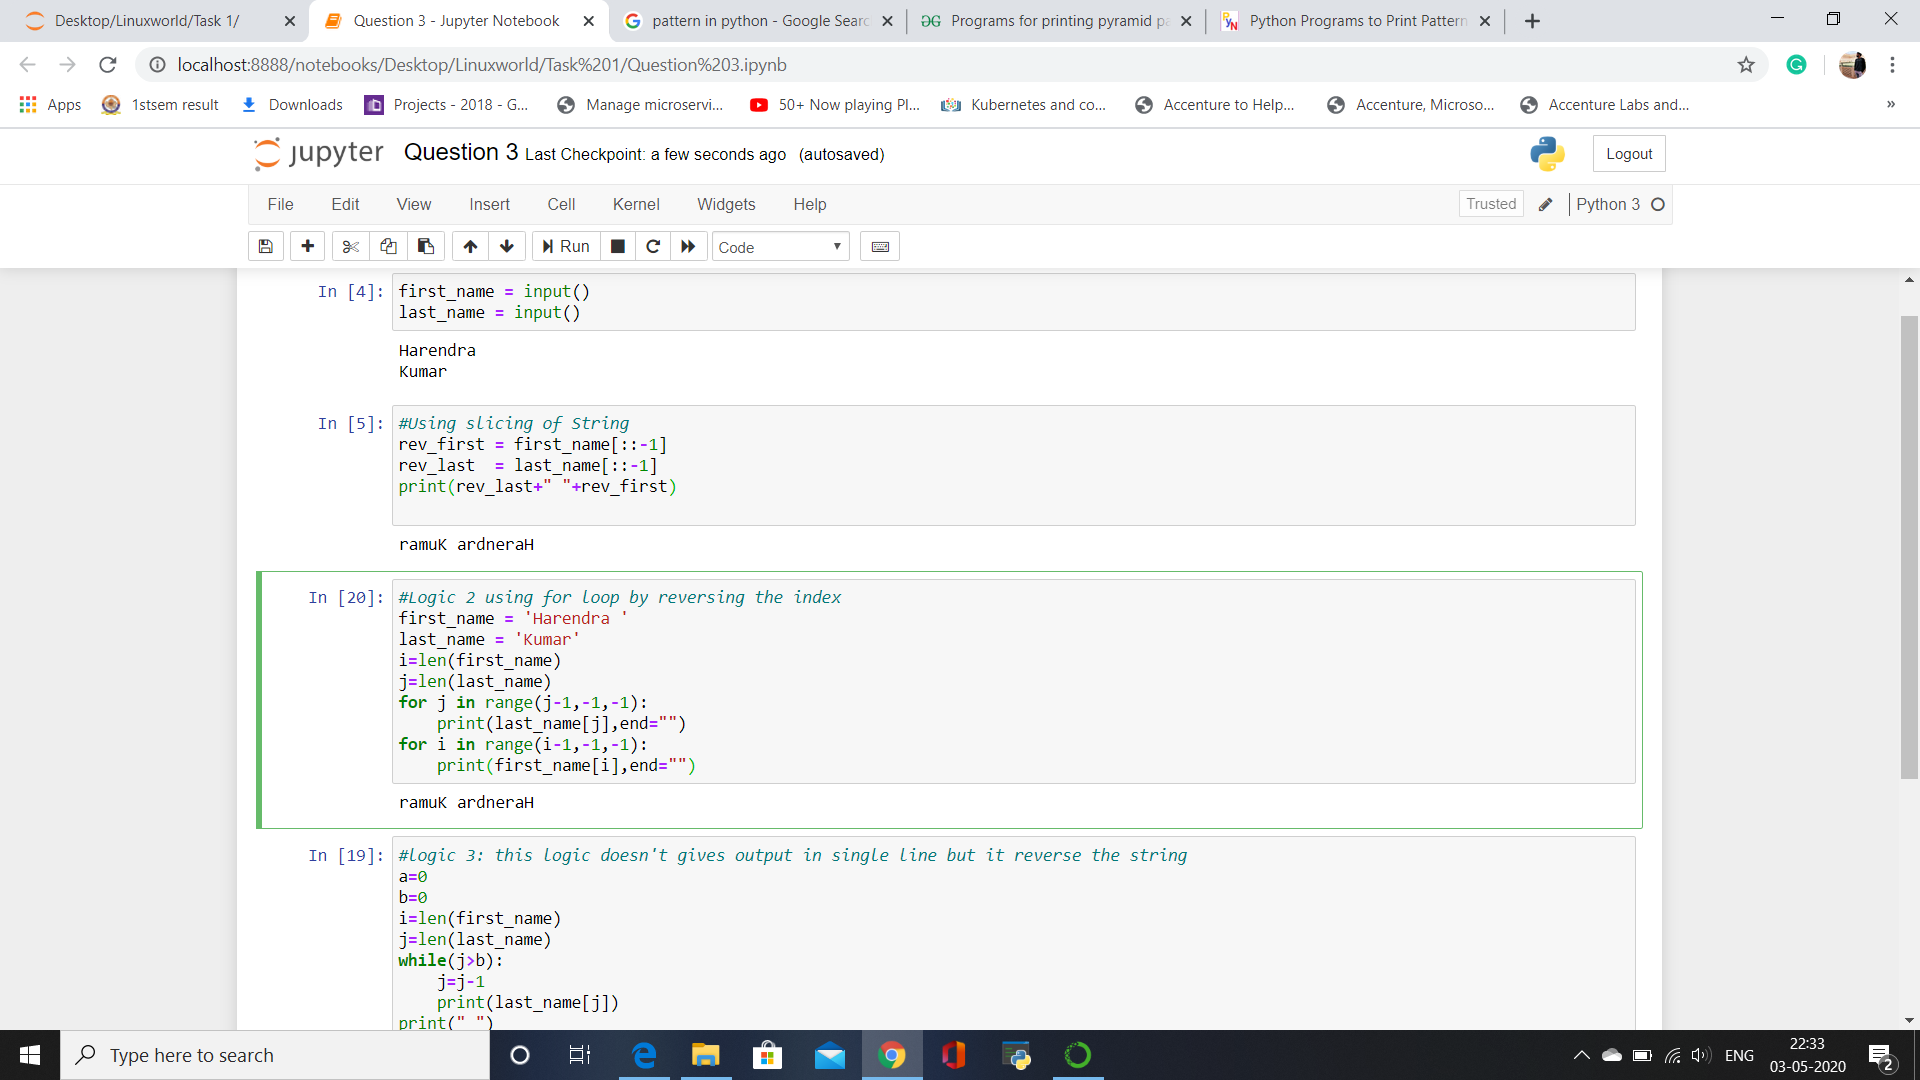 Desktop/Linuxworld/Task 1/
Question 3 - Jupyter Notebook
pattern in python - Google Searc
Programs for printing pyramid pa
Python Programs to Print Pattern
localhost:8888/notebooks/Desktop/Linuxworld/Task%201/Question%203.ipynb
Apps
1stsem result
Downloads
Projects - 2018 - G...
Manage microservi...
50+ Now playing Pl...
Kubernetes and co...
Accenture to Help...
Accenture, Microso...
Accenture Labs and...
»
jupyter Question 3 Last Checkpoint: a few seconds ago (autosaved)
Logout
File Edit View Insert Cell Kernel Widgets Help
Trusted
Python 3
Run
Code
In [4]: first_name = input()
last_name = input()
Harendra
Kumar
In [5]: #Using slicing of String
rev_first = first_name[::-1]
rev_last  = last_name[::-1]
print(rev_last+" "+rev_first)
ramuK ardneraH
In [20]: #Logic 2 using for loop by reversing the index
first_name = 'Harendra '
last_name = 'Kumar'
i=len(first_name)
j=len(last_name)
for j in range(j-1,-1,-1):
    print(last_name[j],end="")
for i in range(i-1,-1,-1):
    print(first_name[i],end="")
ramuK ardneraH
In [19]: #logic 3: this logic doesn't gives output in single line but it reverse the string
a=0
b=0
i=len(first_name)
j=len(last_name)
while(j>b):
    j=j-1
    print(last_name[j])
print(" ")
Type here to search
ENG
22:33
03-05-2020
2